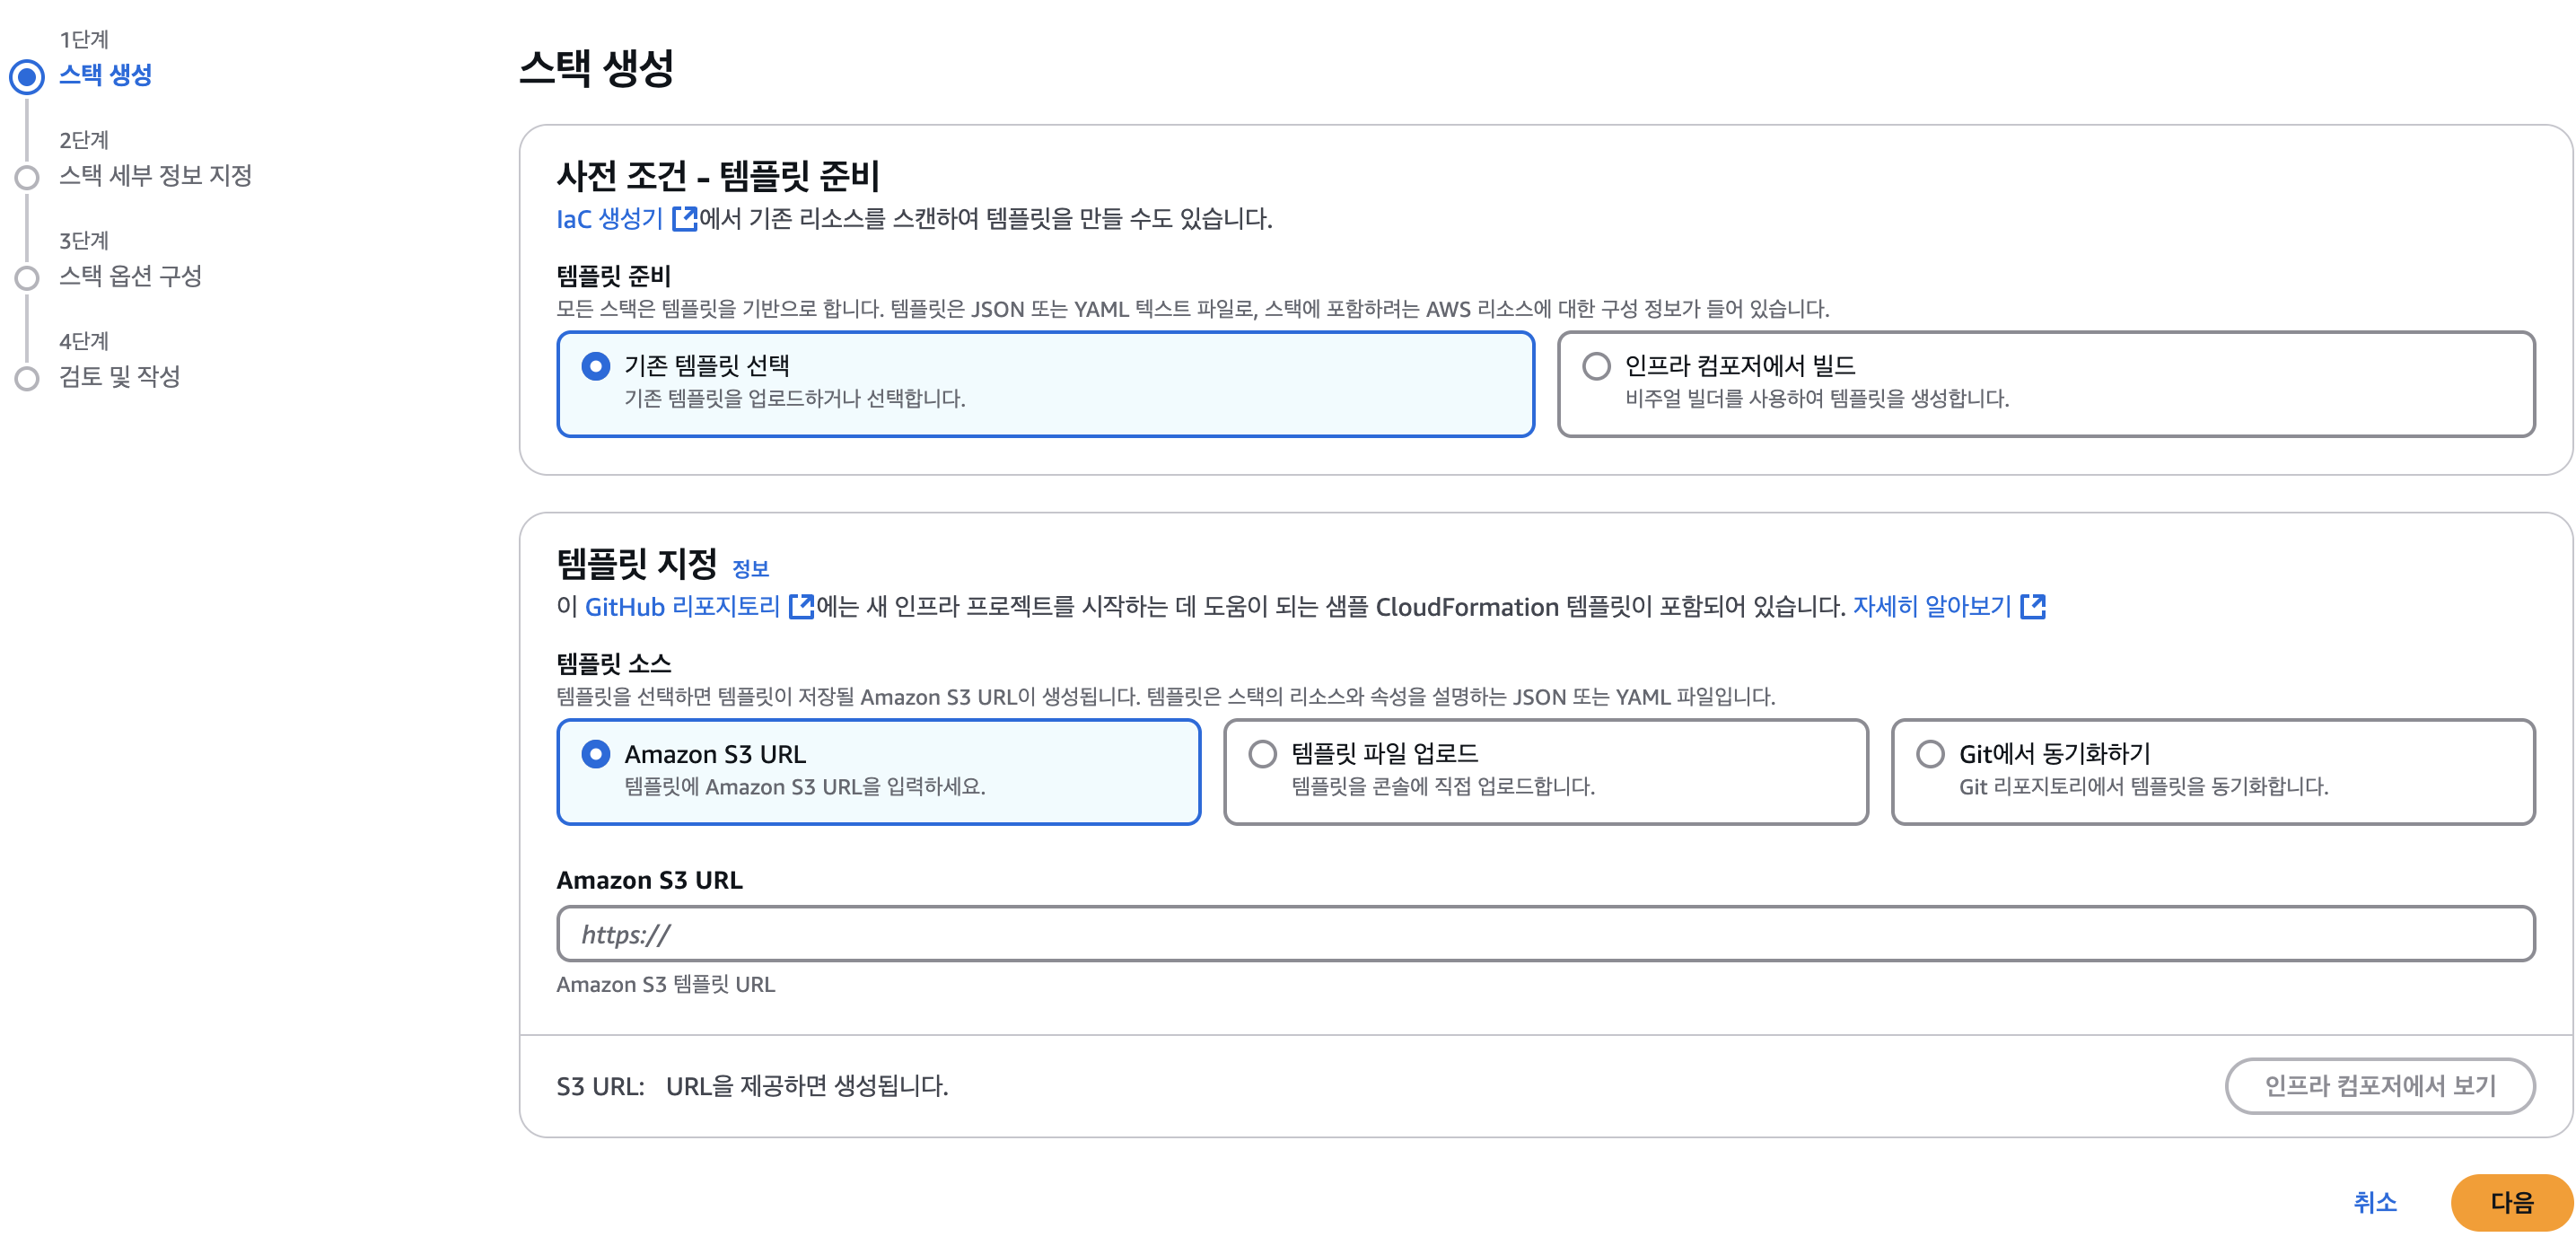 1단계
스택 생성
2단계
스택 세부 정보 지정
3단계
스택 옵션 구성
4단계
검토 및 작성
스택 생성
사전 조건 - 템플릿 준비
IaC 생성기에서 기존 리소스를 스캔하여 템플릿을 만들 수도 있습니다.
템플릿 준비
모든 스택은 템플릿을 기반으로 합니다. 템플릿은 JSON 또는 YAML 텍스트 파일로, 스택에 포함하려는 AWS 리소스에 대한 구성 정보가 들어 있습니다.
기존 템플릿 선택
기존 템플릿을 업로드하거나 선택합니다.
인프라 컴포저에서 빌드
비주얼 빌더를 사용하여 템플릿을 생성합니다.
템플릿 지정 정보
이 GitHub 리포지토리에는 새 인프라 프로젝트를 시작하는 데 도움이 되는 샘플 CloudFormation 템플릿이 포함되어 있습니다. 자세히 알아보기
템플릿 소스
템플릿을 선택하면 템플릿이 저장될 Amazon S3 URL이 생성됩니다. 템플릿은 스택의 리소스와 속성을 설명하는 JSON 또는 YAML 파일입니다.
Amazon S3 URL
템플릿에 Amazon S3 URL을 입력하세요.
템플릿 파일 업로드
템플릿을 콘솔에 직접 업로드합니다.
Git에서 동기화하기
Git 리포지토리에서 템플릿을 동기화합니다.
Amazon S3 URL
https://
Amazon S3 템플릿 URL
S3 URL: URL을 제공하면 생성됩니다.
인프라 컴포저에서 보기
취소
다음